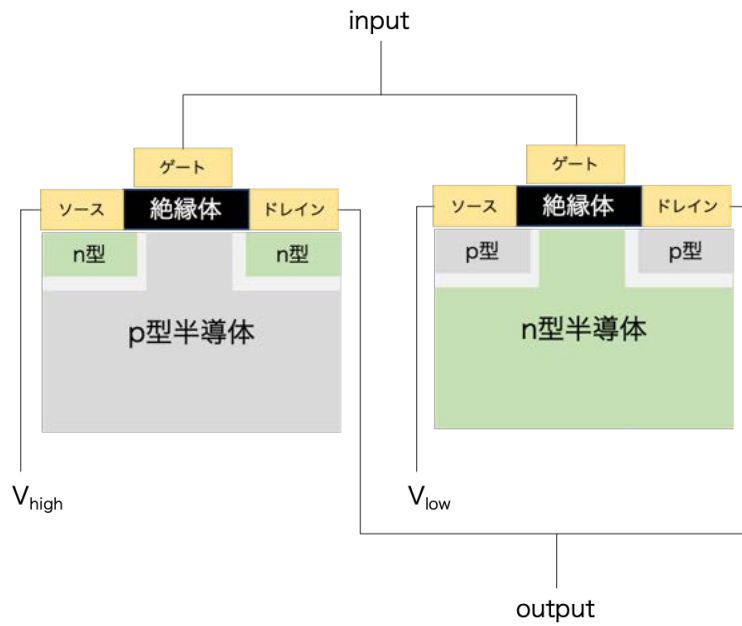 input
ゲート
ソース
絶縁体
ドレイン
n型
n型
p型半導体
Vhigh
ゲート
ソース
絶縁体
ドレイン
p型
p型
n型半導体
Vlow
output